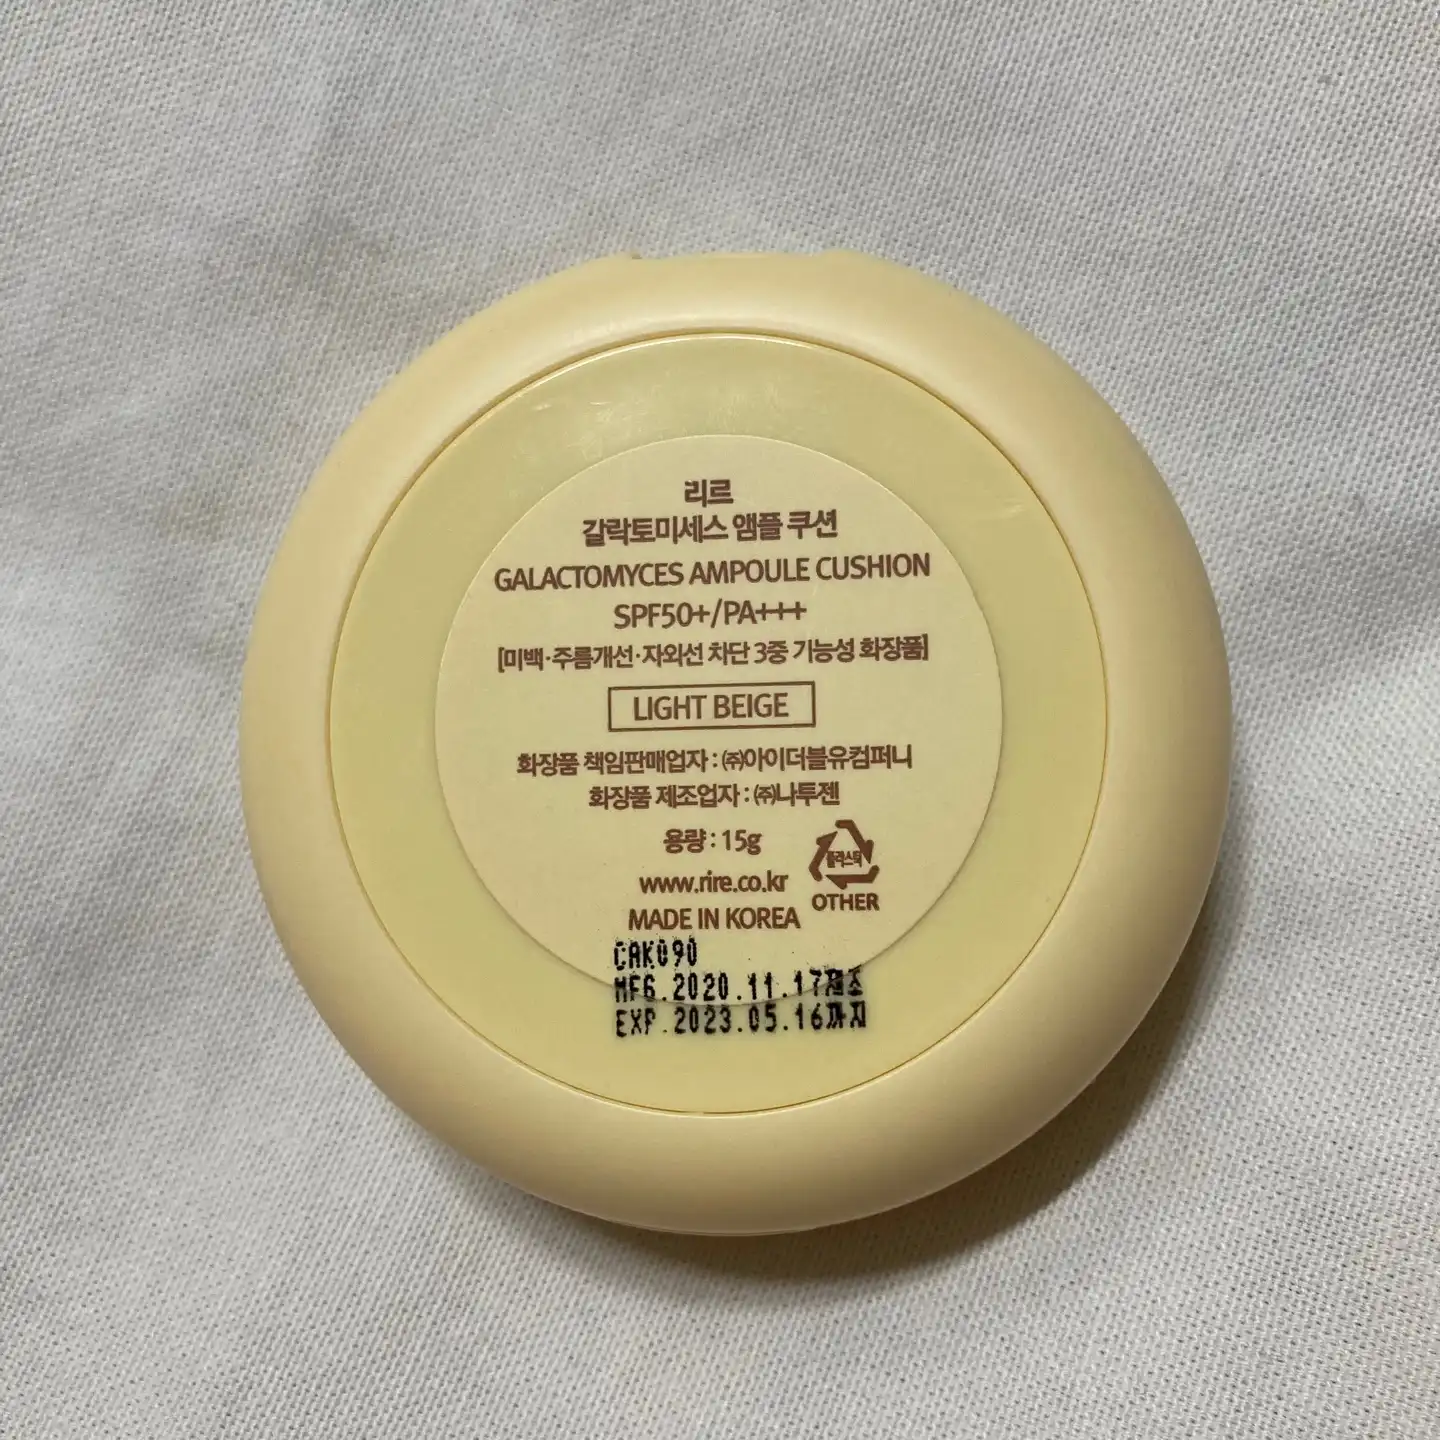 리르
갈락토미세스 앰플 쿠션
GALACTOMYCES AMPOULE CUSHION
SPF50+/PA+++
[미백·주름개선·자외선 차단 3중 기능성 화장품]
LIGHT BEIGE
화장품 책임판매업자 : ㈜아이더블유컴퍼니
화장품 제조업자 : ㈜나투젠
용량 : 15g
플라스틱
OTHER
www.rire.co.kr
MADE IN KOREA
CAK090
MFG.2020.11.17제조
EXP.2023.05.16까지